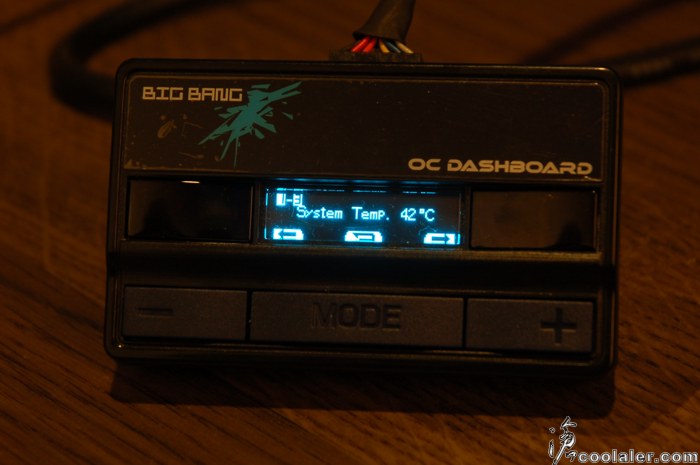 BIG BANG
OC DASHBOARD
System Temp. 42°C
− MODE +
coolaler.com